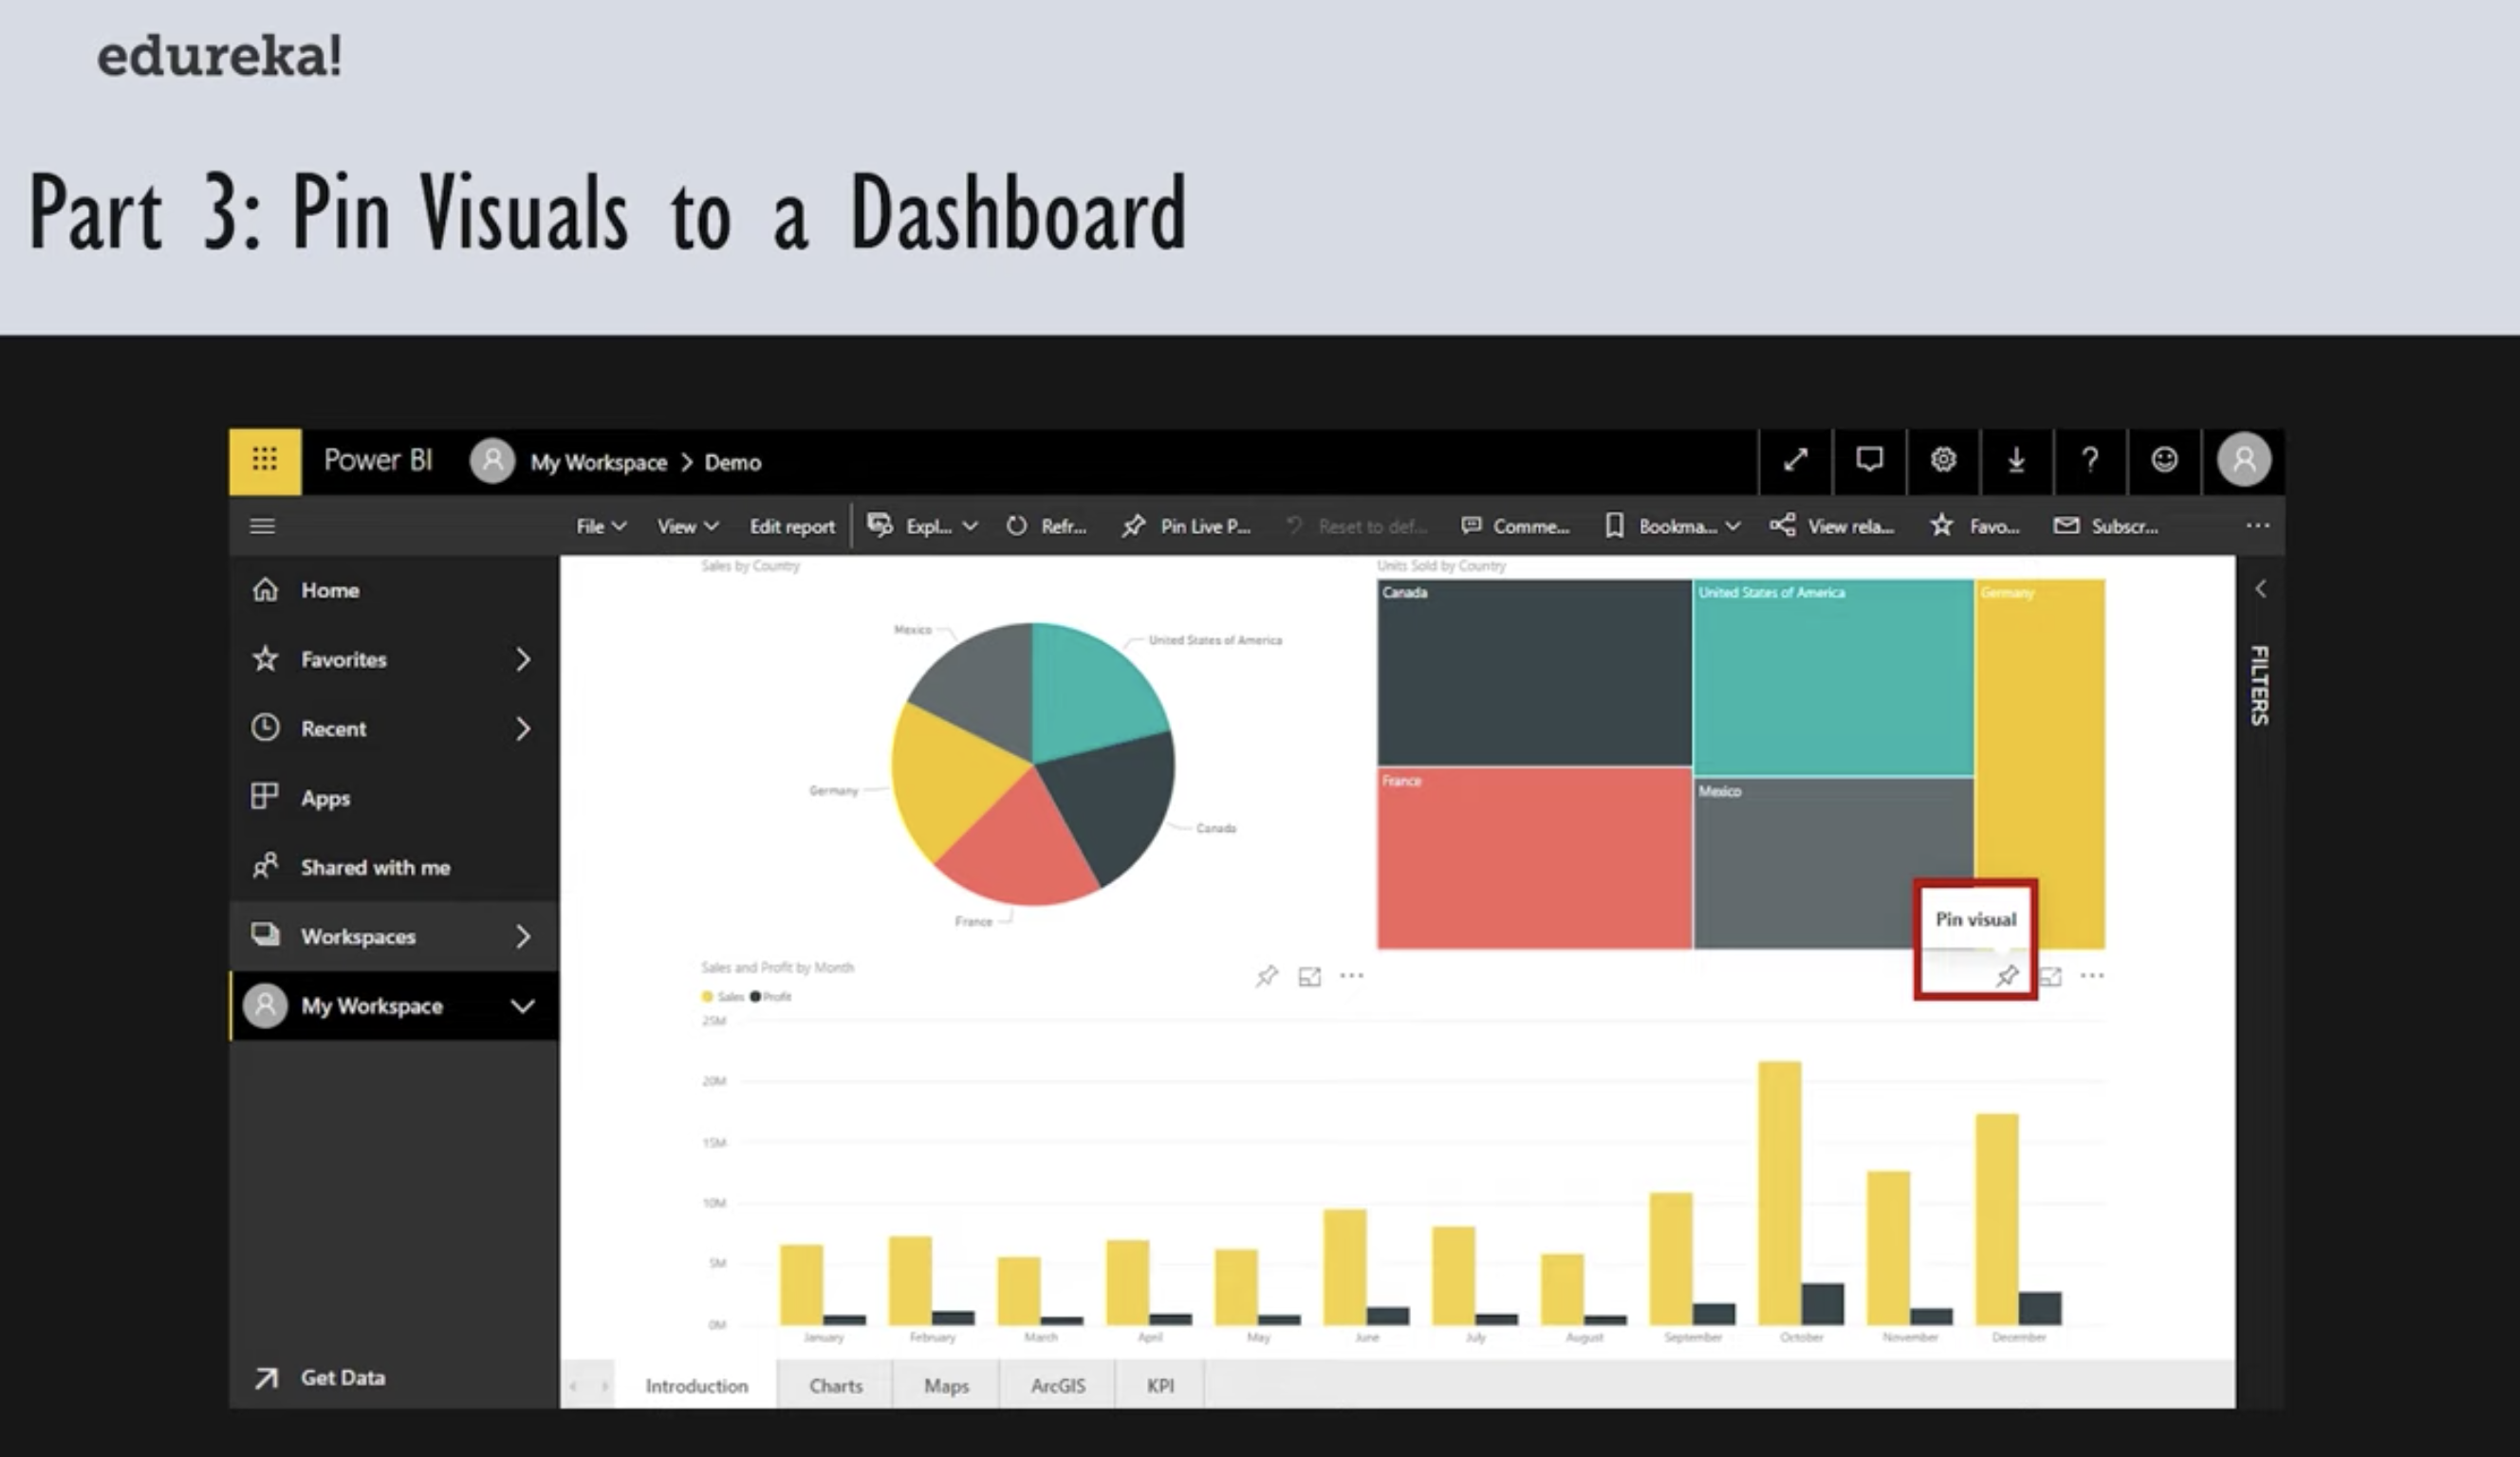 edureka!
Part 3: Pin Visuals to a Dashboard
Power BI My Workspace > Demo ?
File View Edit report Expl... Refr... Pin Live P... Reset to def... Comme... Bookma... View rela... Favo... Subscr... ...
Home
Favorites
Recent
Apps
Shared with me
Workspaces
My Workspace
Get Data
Sales by Country
Mexico
United States of America
Germany
Canada
France
Units Sold by Country
Canada
United States of America
Germany
France
Mexico
Pin visual
FILTERS
Sales and Profit by Month
Sales Profit
25M
20M
15M
10M
5M
0M
January February March April May June July August September October November December
Introduction Charts Maps ArcGIS KPI